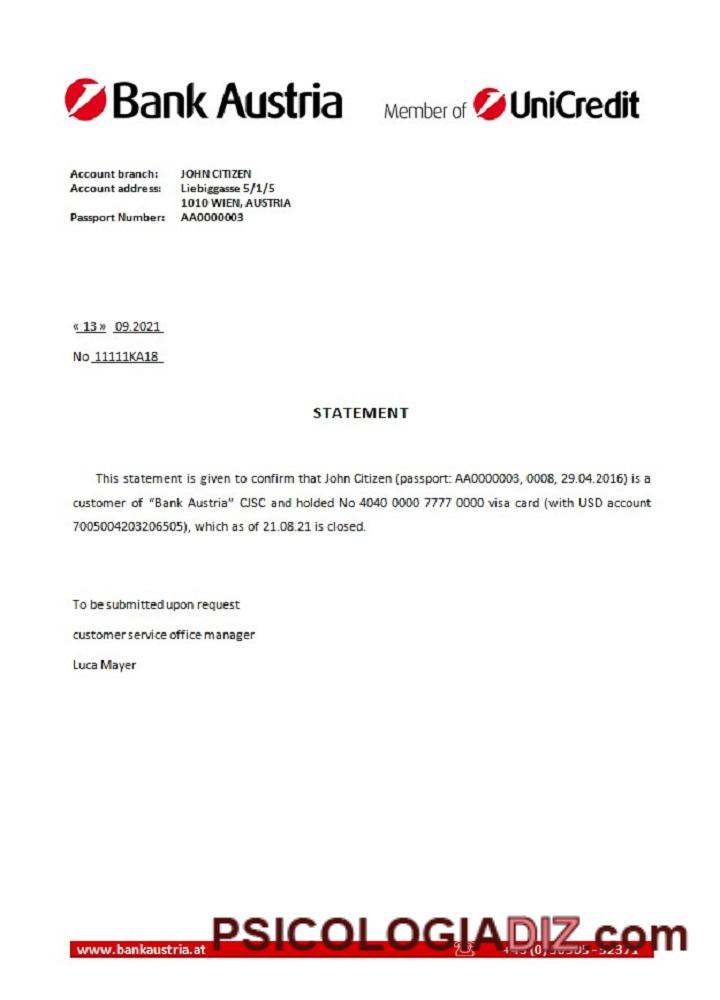 Bank Austria Member of UniCredit
Account branch: JOHN CITIZEN
Account address: Liebiggasse 5/1/5
1010 WIEN, AUSTRIA
Passport Number: AA0000003
« 13 » 09.2021
No 11111KA18
STATEMENT
This statement is given to confirm that John Citizen (passport: AA0000003, 0008, 29.04.2016) is a
customer of “Bank Austria” CJSC and holded No 4040 0000 7777 0000 visa card (with USD account
7005004203206505), which as of 21.08.21 is closed.
To be submitted upon request
customer service office manager
Luca Mayer
PSICOLOGIADIZ.com
www.bankaustria.at